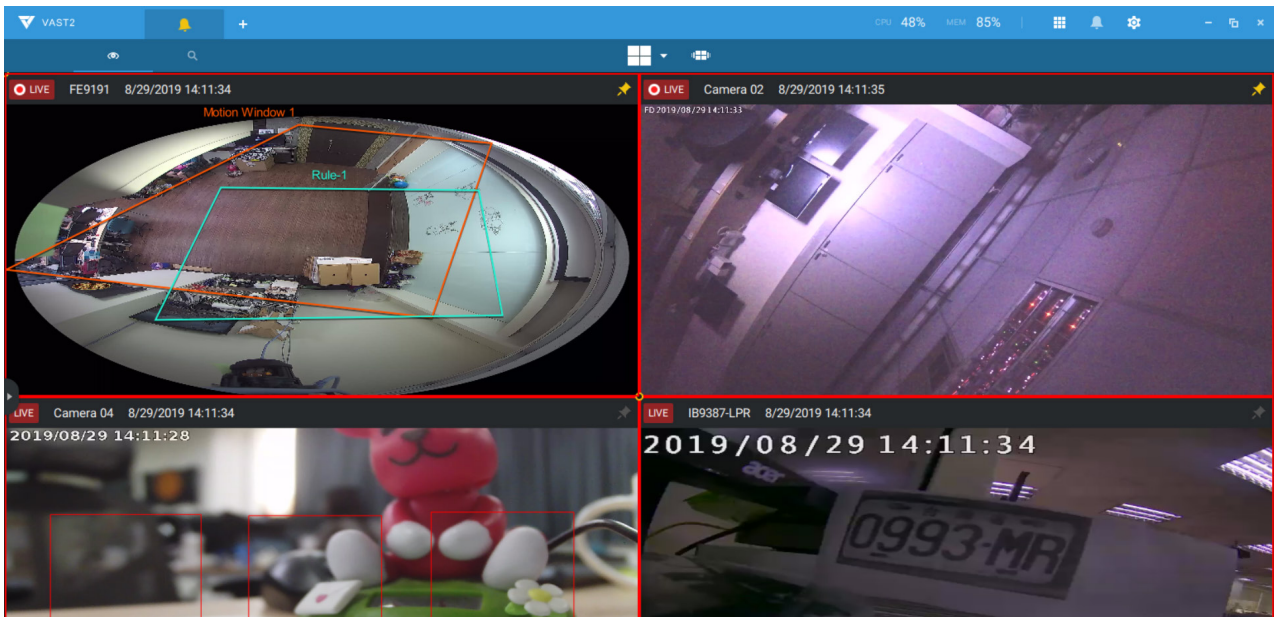 VAST2
+
CPU 48% MEM 85%
LIVE FE9191 8/29/2019 14:11:34
LIVE Camera 02 8/29/2019 14:11:35
Motion Window 1
Rule-1
FD 2019/08/29 14:11:33
LIVE Camera 04 8/29/2019 14:11:34
LIVE IB9387-LPR 8/29/2019 14:11:34
2019/08/29 14:11:28
2019/08/29 14:11:34
acer
0993-MR